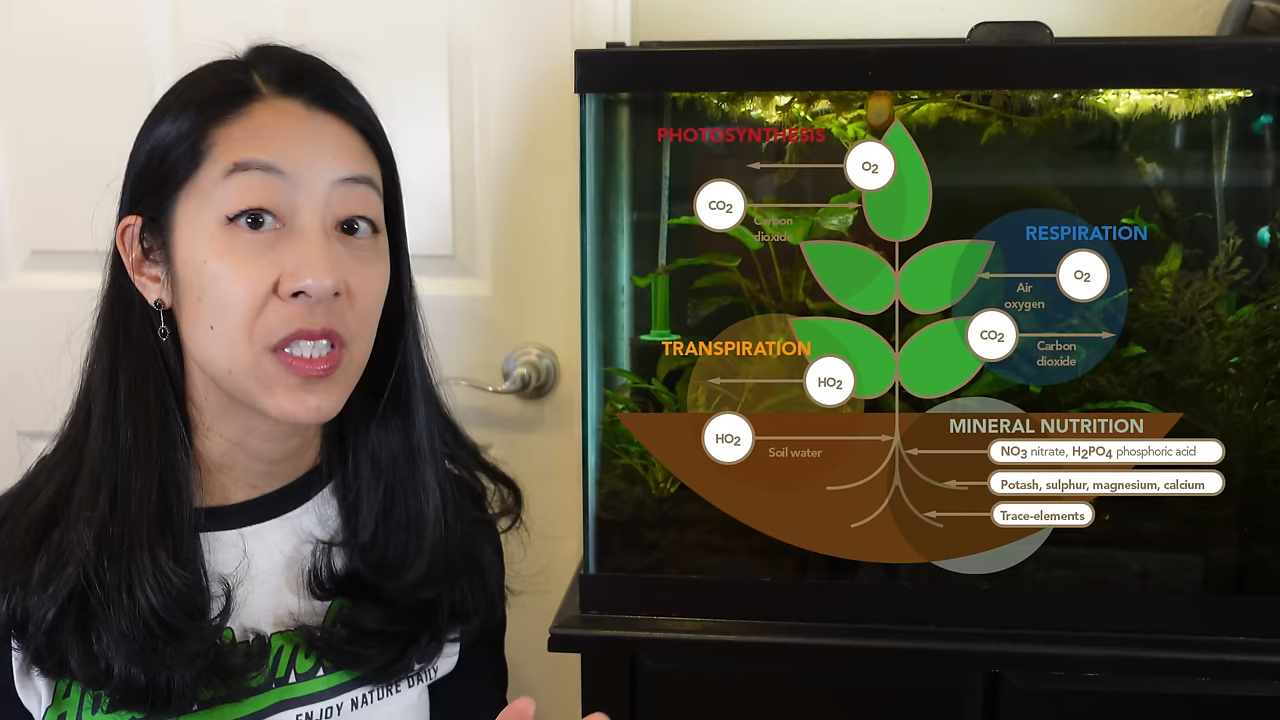 PHOTOSYNTHESIS
O2
CO2
Carbon
dioxide
RESPIRATION
O2
Air
oxygen
CO2
Carbon
dioxide
TRANSPIRATION
HO2
HO2
Soil water
MINERAL NUTRITION
NO3 nitrate, H2PO4 phosphoric acid
Potash, sulphur, magnesium, calcium
Trace-elements
ENJOY NATURE DAILY